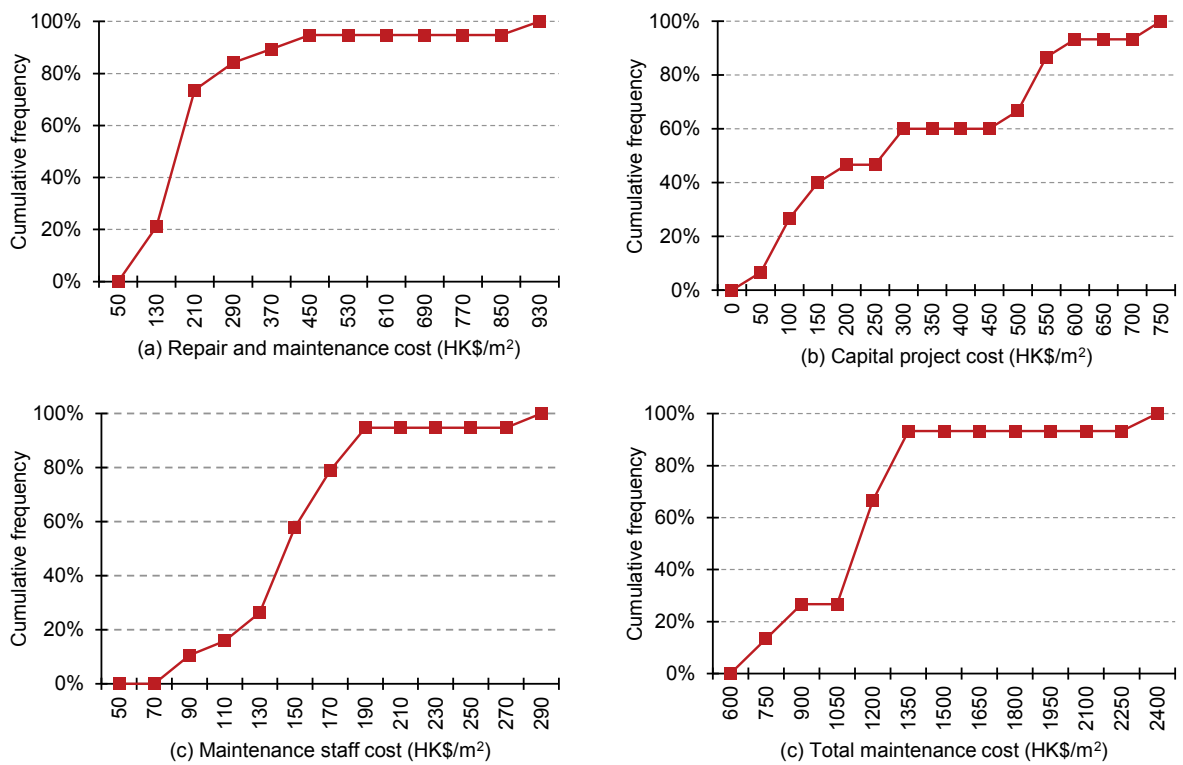 100%
80%
60%
40%
20%
0%
Cumulative frequency
50 130 210 290 370 450 530 610 690 770 850 930
(a) Repair and maintenance cost (HK$/m²)
100%
80%
60%
40%
20%
0%
Cumulative frequency
0 50 100 150 200 250 300 350 400 450 500 550 600 650 700 750
(b) Capital project cost (HK$/m²)
100%
80%
60%
40%
20%
0%
Cumulative frequency
50 70 90 110 130 150 170 190 210 230 250 270 290
(c) Maintenance staff cost (HK$/m²)
100%
80%
60%
40%
20%
0%
Cumulative frequency
600 750 900 1050 1200 1350 1500 1650 1800 1950 2100 2250 2400
(c) Total maintenance cost (HK$/m²)